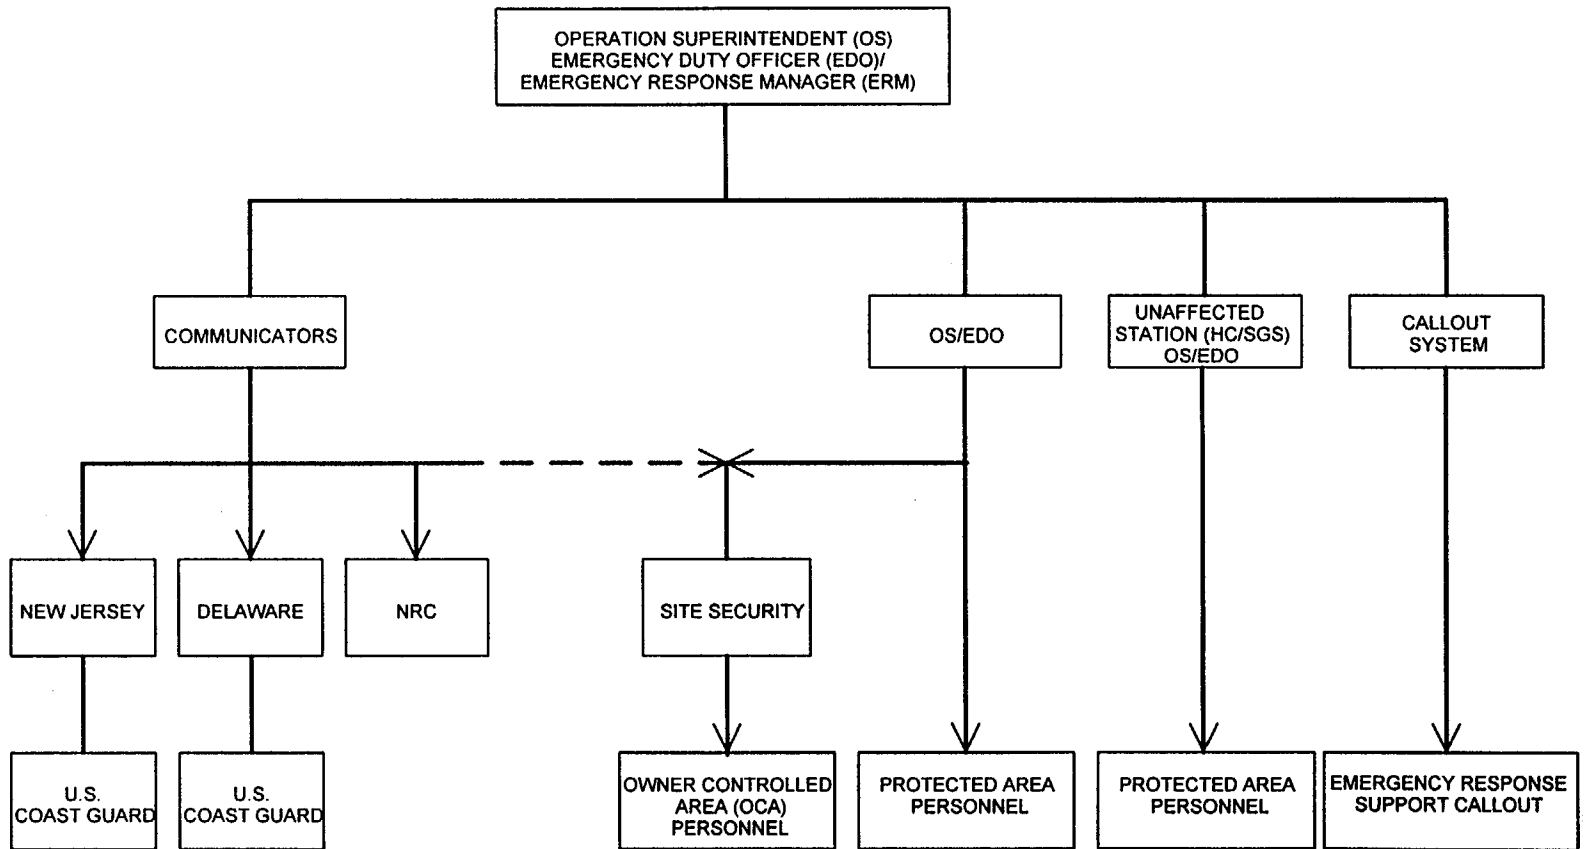 OPERATION SUPERINTENDENT (OS)
EMERGENCY DUTY OFFICER (EDO)/
EMERGENCY RESPONSE MANAGER (ERM)
COMMUNICATORS
OS/EDO
UNAFFECTED
STATION (HC/SGS)
OS/EDO
CALLOUT
SYSTEM
NEW JERSEY
DELAWARE
NRC
SITE SECURITY
U.S.
COAST GUARD
U.S.
COAST GUARD
OWNER CONTROLLED
AREA (OCA)
PERSONNEL
PROTECTED AREA
PERSONNEL
PROTECTED AREA
PERSONNEL
EMERGENCY RESPONSE
SUPPORT CALLOUT